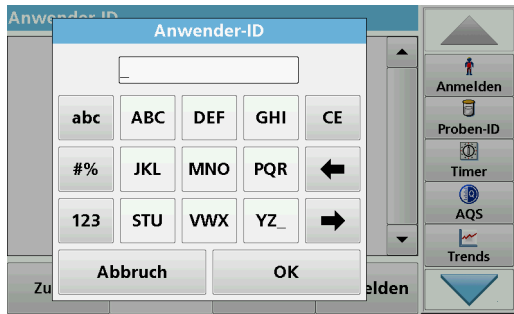 Anwender-ID
Anwender-ID
_
abc ABC DEF GHI CE
#% JKL MNO PQR
123 STU VWX YZ_
Abbruch OK
Zu elden
Anmelden
Proben-ID
Timer
AQS
Trends